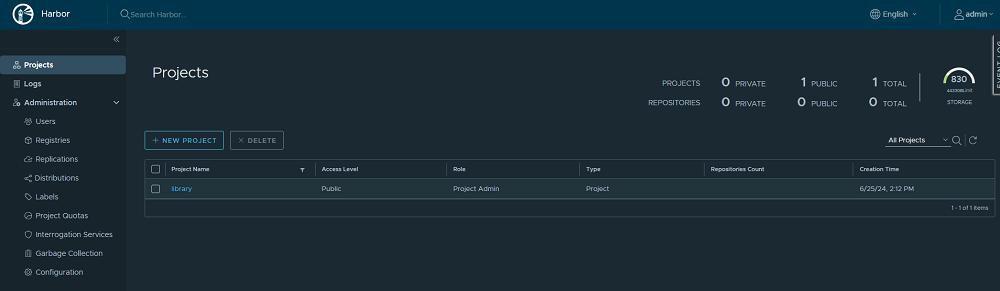 Harbor
Search Harbor...
English
admin
Projects
Logs
Administration
Users
Registries
Replications
Distributions
Labels
Project Quotas
Interrogation Services
Garbage Collection
Configuration
Projects
PROJECTS 0 PRIVATE 1 PUBLIC 1 TOTAL
REPOSITORIES 0 PRIVATE 0 PUBLIC 0 TOTAL
830
STORAGE
EVENT LOG
+ NEW PROJECT
× DELETE
All Projects
Project Name Access Level Role Type Repositories Count Creation Time
library Public Project Admin Project 6/25/24, 2:12 PM
1 - 1 of 1 items